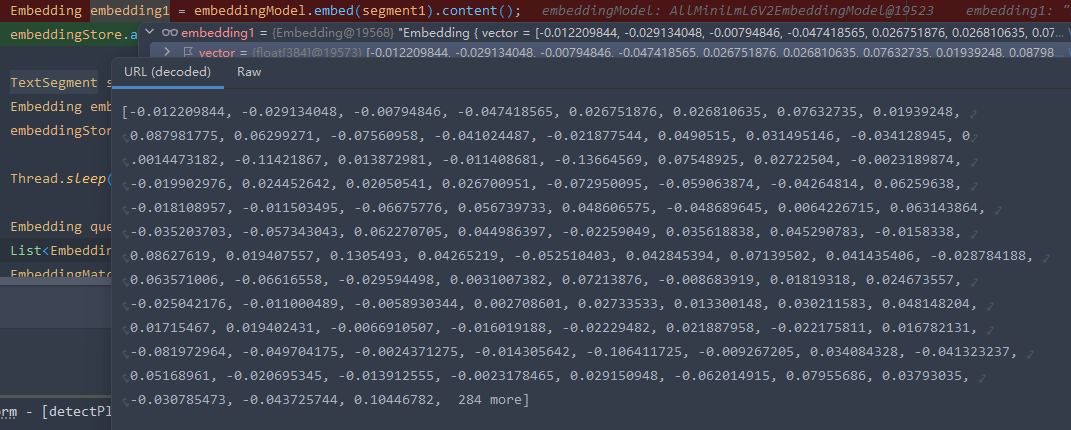 Embedding embedding1 = embeddingModel.embed(segment1).content();   embeddingModel: AllMiniLmL6V2EmbeddingModel@19523    embedding1: "
embeddingStore.a
embedding1 = {Embedding@19568} "Embedding { vector = [-0.012209844, -0.029134048, -0.00794846, -0.047418565, 0.026751876, 0.026810635, 0.07...
vector = {float[384]@19573} [-0.012209844, -0.029134048, -0.00794846, -0.047418565, 0.026751876, 0.026810635, 0.07632735, 0.01939248, 0.08798
URL (decoded)    Raw
TextSegment s
Embedding emb
embeddingStor
Thread.sleep(
Embedding que
List<Embeddin
EmbeddingMatc
[-0.012209844, -0.029134048, -0.00794846, -0.047418565, 0.026751876, 0.026810635, 0.07632735, 0.01939248,
0.087981775, 0.06299271, -0.07560958, -0.041024487, -0.021877544, 0.0490515, 0.031495146, -0.034128945, 0
.0014473182, -0.11421867, 0.013872981, -0.011408681, -0.13664569, 0.07548925, 0.02722504, -0.0023189874,
-0.019902976, 0.024452642, 0.02050541, 0.026700951, -0.072950095, -0.059063874, -0.04264814, 0.06259638,
-0.018108957, -0.011503495, -0.06675776, 0.056739733, 0.048606575, -0.048689645, 0.0064226715, 0.063143864,
-0.035203703, -0.057343043, 0.062270705, 0.044986397, -0.02259049, 0.035618838, 0.045290783, -0.0158338,
0.08627619, 0.019407557, 0.1305493, 0.04265219, -0.052510403, 0.042845394, 0.07139502, 0.041435406, -0.028784188,
0.063571006, -0.06616558, -0.029594498, 0.0031007382, 0.07213876, -0.008683919, 0.01819318, 0.024673557,
-0.025042176, -0.011000489, -0.0058930344, 0.002708601, 0.02733533, 0.013300148, 0.030211583, 0.048148204,
0.01715467, 0.019402431, -0.0066910507, -0.016019188, -0.02229482, 0.021887958, -0.022175811, 0.016782131,
-0.081972964, -0.049704175, -0.0024371275, -0.014305642, -0.106411725, -0.009267205, 0.034084328, -0.041323237,
0.05168961, -0.020695345, -0.013912555, -0.0023178465, 0.029150948, -0.062014915, 0.07955686, 0.03793035,
-0.030785473, -0.043725744, 0.10446782,  284 more]
orm - [detectPl